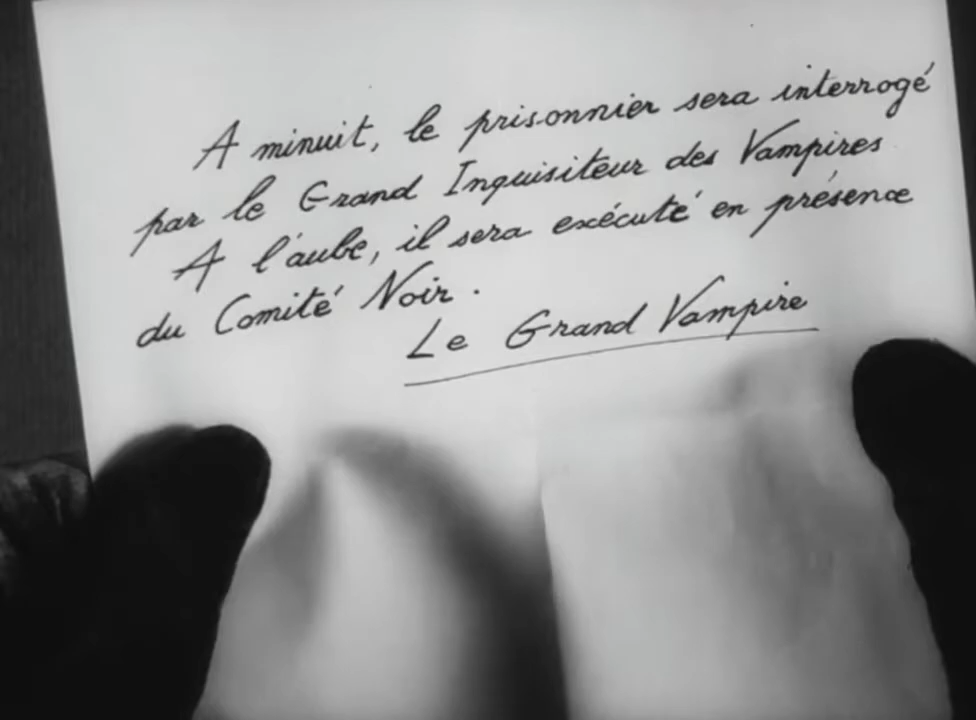 A minuit, le prisonnier sera interrogé
par le Grand Inquisiteur des Vampires
A l'aube, il sera exécuté en présence
du Comité Noir.
Le Grand Vampire